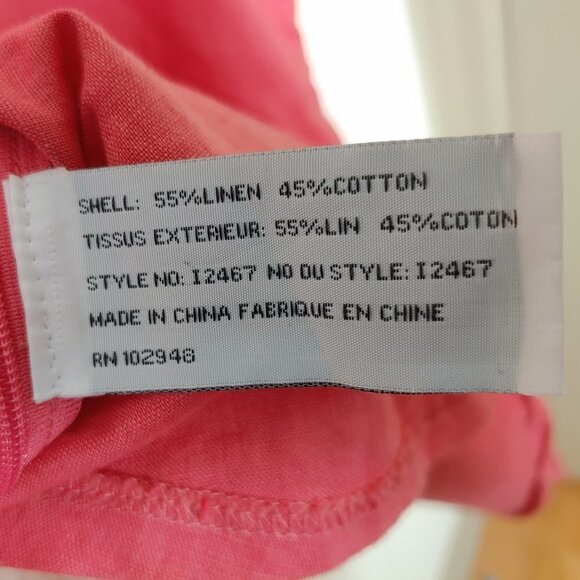 SHELL: 55%LINEN 45%COTTON
TISSUS EXTERIEUR: 55%LIN 45%COTON
STYLE NO: I2467 NO DU STYLE: I2467
MADE IN CHINA FABRIQUE EN CHINE
RN 102948